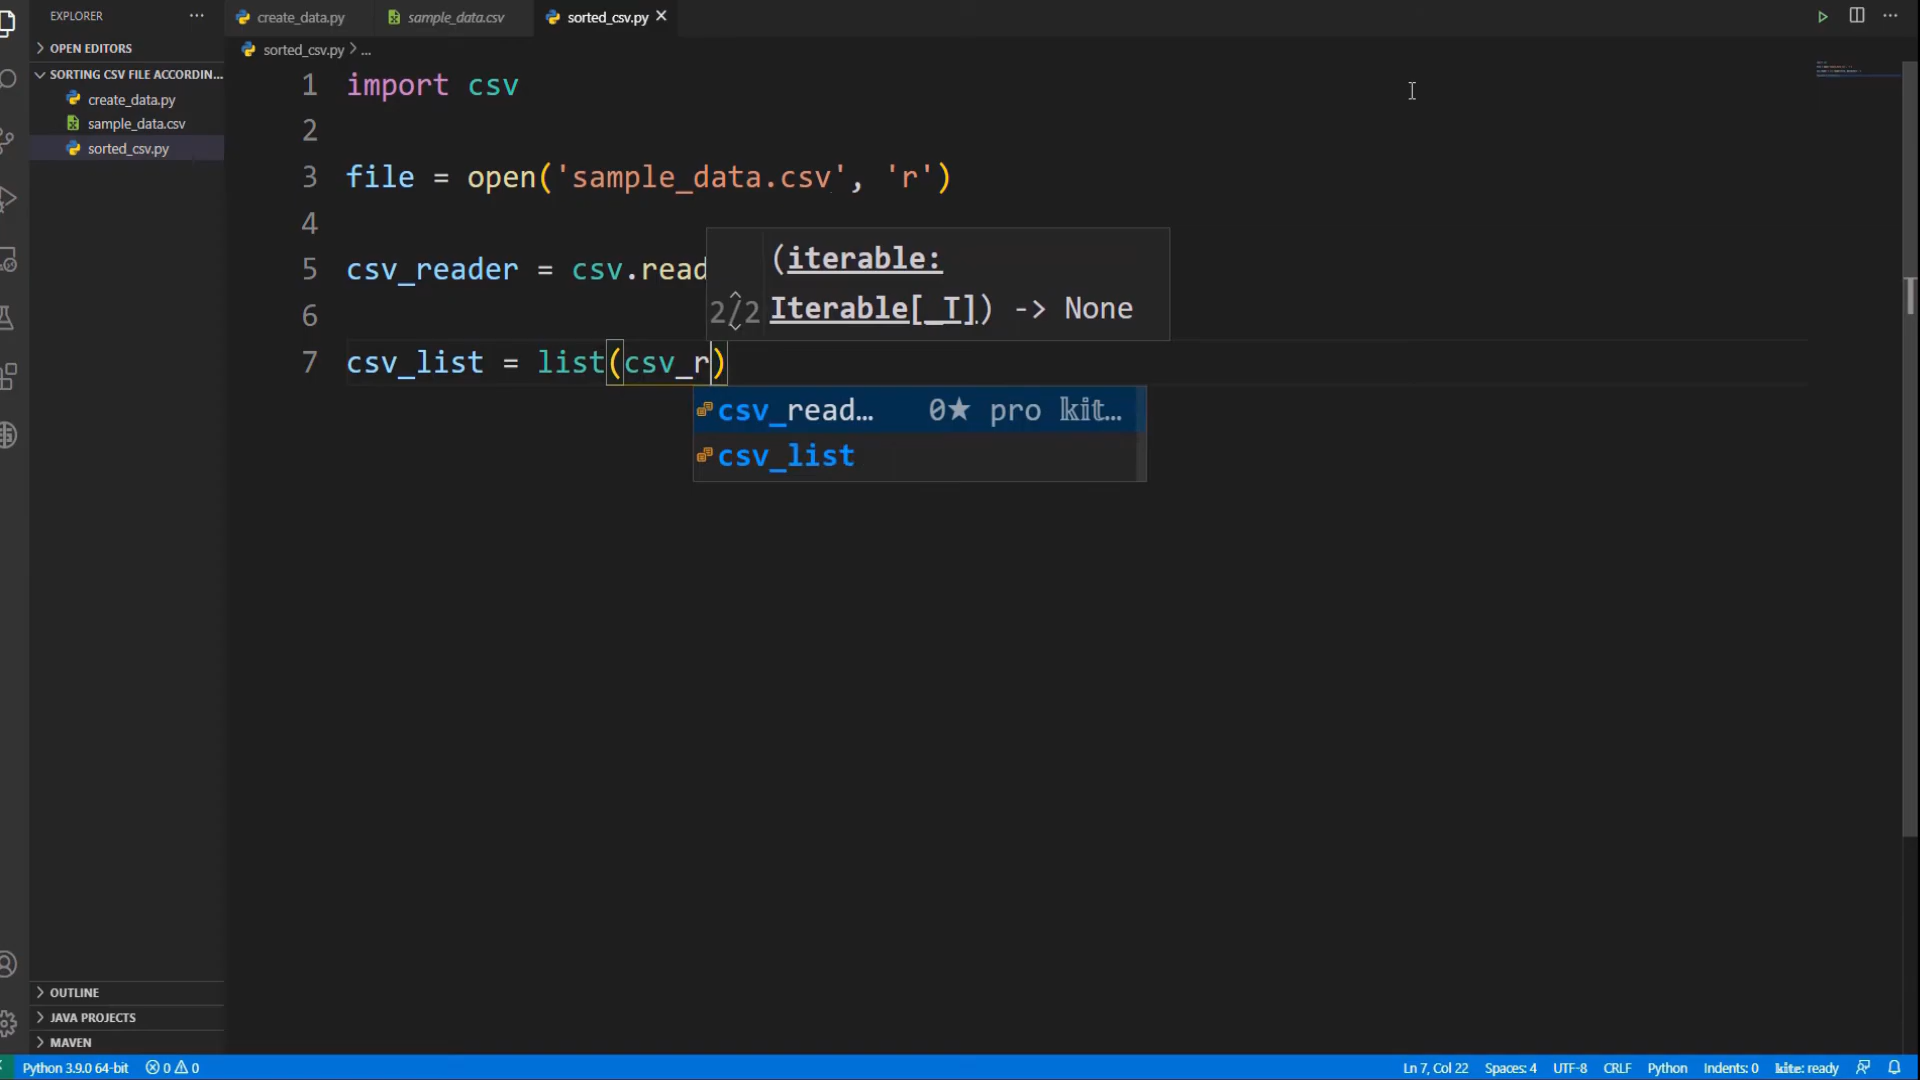 EXPLORER
create_data.py
sample_data.csv
sorted_csv.py
OPEN EDITORS
sorted_csv.py > ...
SORTING CSV FILE ACCORDIN...
create_data.py
sample_data.csv
sorted_csv.py
1 import csv
2
3 file = open('sample_data.csv', 'r')
4
5 csv_reader = csv.read
(iterable:
2/2 Iterable[_T]) -> None
6
7 csv_list = list(csv_r)
csv_read... 0★ pro kit...
csv_list
OUTLINE
JAVA PROJECTS
MAVEN
Python 3.9.0 64-bit 0 0 Ln 7, Col 22 Spaces: 4 UTF-8 CRLF Python Indents: 0 kite: ready